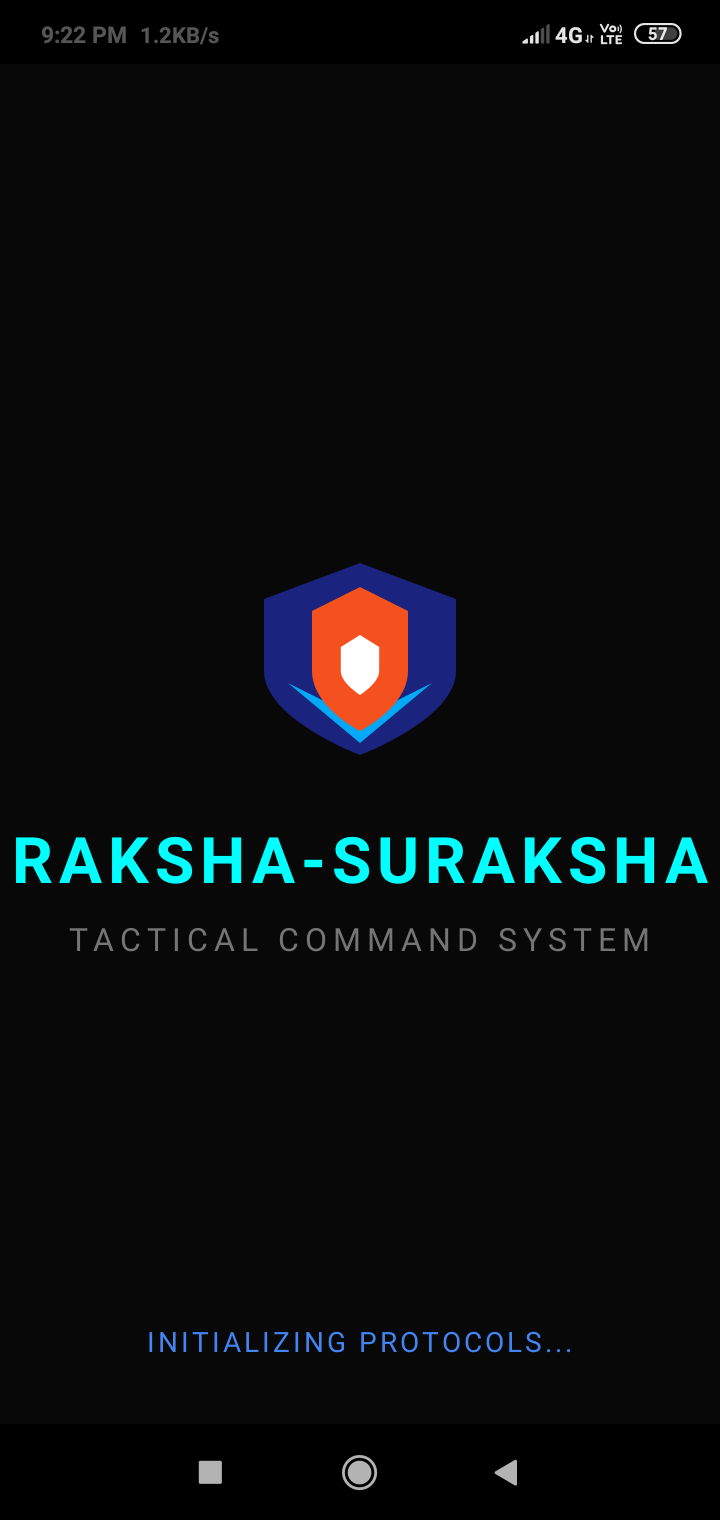 9:22 PM 1.2KB/s 4G Vo) LTE 57
RAKSHA-SURAKSHA
TACTICAL COMMAND SYSTEM
INITIALIZING PROTOCOLS...